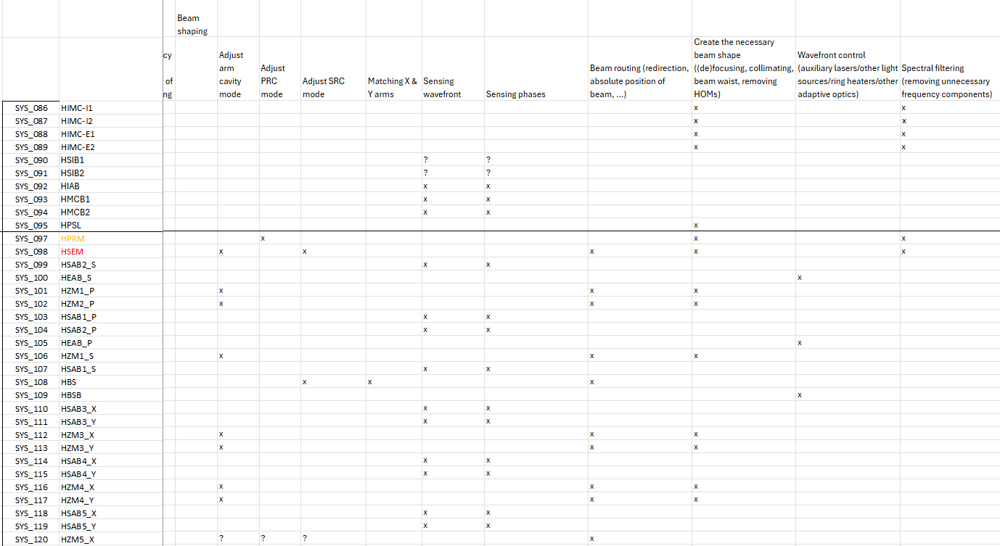 Beam
shaping
Create the necessary
cy Adjust beam shape Wavefront control
arm Adjust Beam routing (redirection, ((de)focusing, collimating, (auxiliary lasers/other light Spectral filtering
of cavity PRC Adjust SRC Matching X & Sensing absolute position of beam waist, removing sources/ring heaters/other (removing unnecessary
ng mode mode mode Y arms wavefront Sensing phases beam, ...) HOMs) adaptive optics) frequency components)
SYS_086 HIMC-I1 x x
SYS_087 HIMC-I2 x x
SYS_088 HIMC-E1 x x
SYS_089 HIMC-E2 x x
SYS_090 HSIB1 ? ?
SYS_091 HSIB2 ? ?
SYS_092 HIAB x x
SYS_093 HMCB1 x x
SYS_094 HMCB2 x x
SYS_095 HPSL x
SYS_097 HPRM x x x
SYS_098 HSEM x x x x x
SYS_099 HSAB2_S x x
SYS_100 HEAB_S x
SYS_101 HZM1_P x x x
SYS_102 HZM2_P x x x
SYS_103 HSAB1_P x x
SYS_104 HSAB2_P x x
SYS_105 HEAB_P x
SYS_106 HZM1_S x x x
SYS_107 HSAB1_S x x
SYS_108 HBS x x x
SYS_109 HBSB x
SYS_110 HSAB3_X x x
SYS_111 HSAB3_Y x x
SYS_112 HZM3_X x x x
SYS_113 HZM3_Y x x x
SYS_114 HSAB4_X x x
SYS_115 HSAB4_Y x x
SYS_116 HZM4_X x x x
SYS_117 HZM4_Y x x x
SYS_118 HSAB5_X x x
SYS_119 HSAB5_Y x x
SYS_120 HZM5_X ? ? ? x